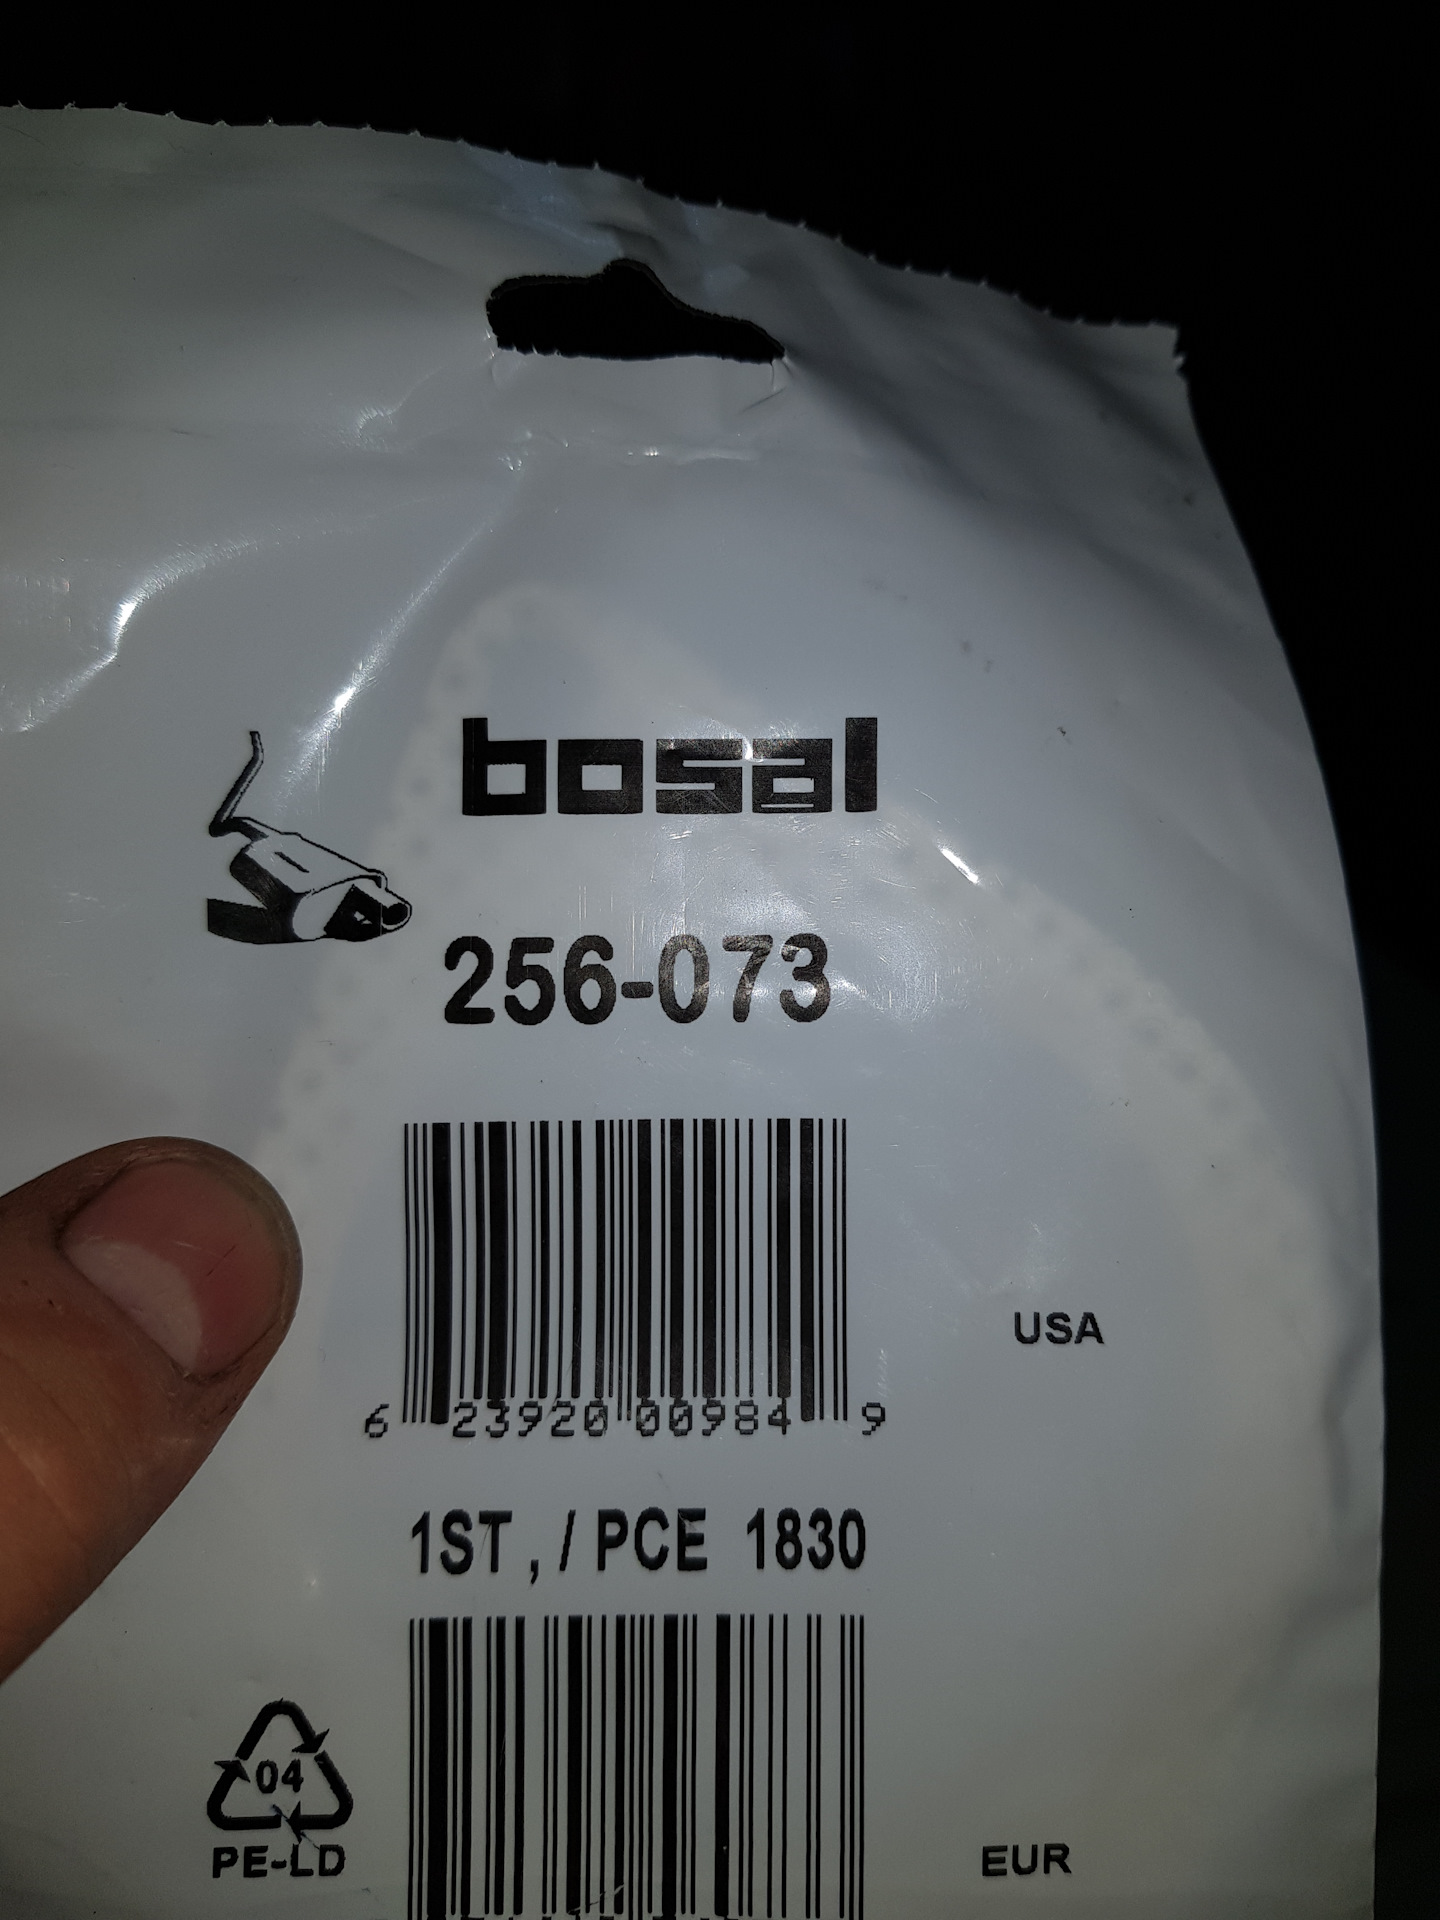 bosal
256-073
6 23920 00984 9
USA
1ST , / PCE 1830
04
PE-LD
EUR